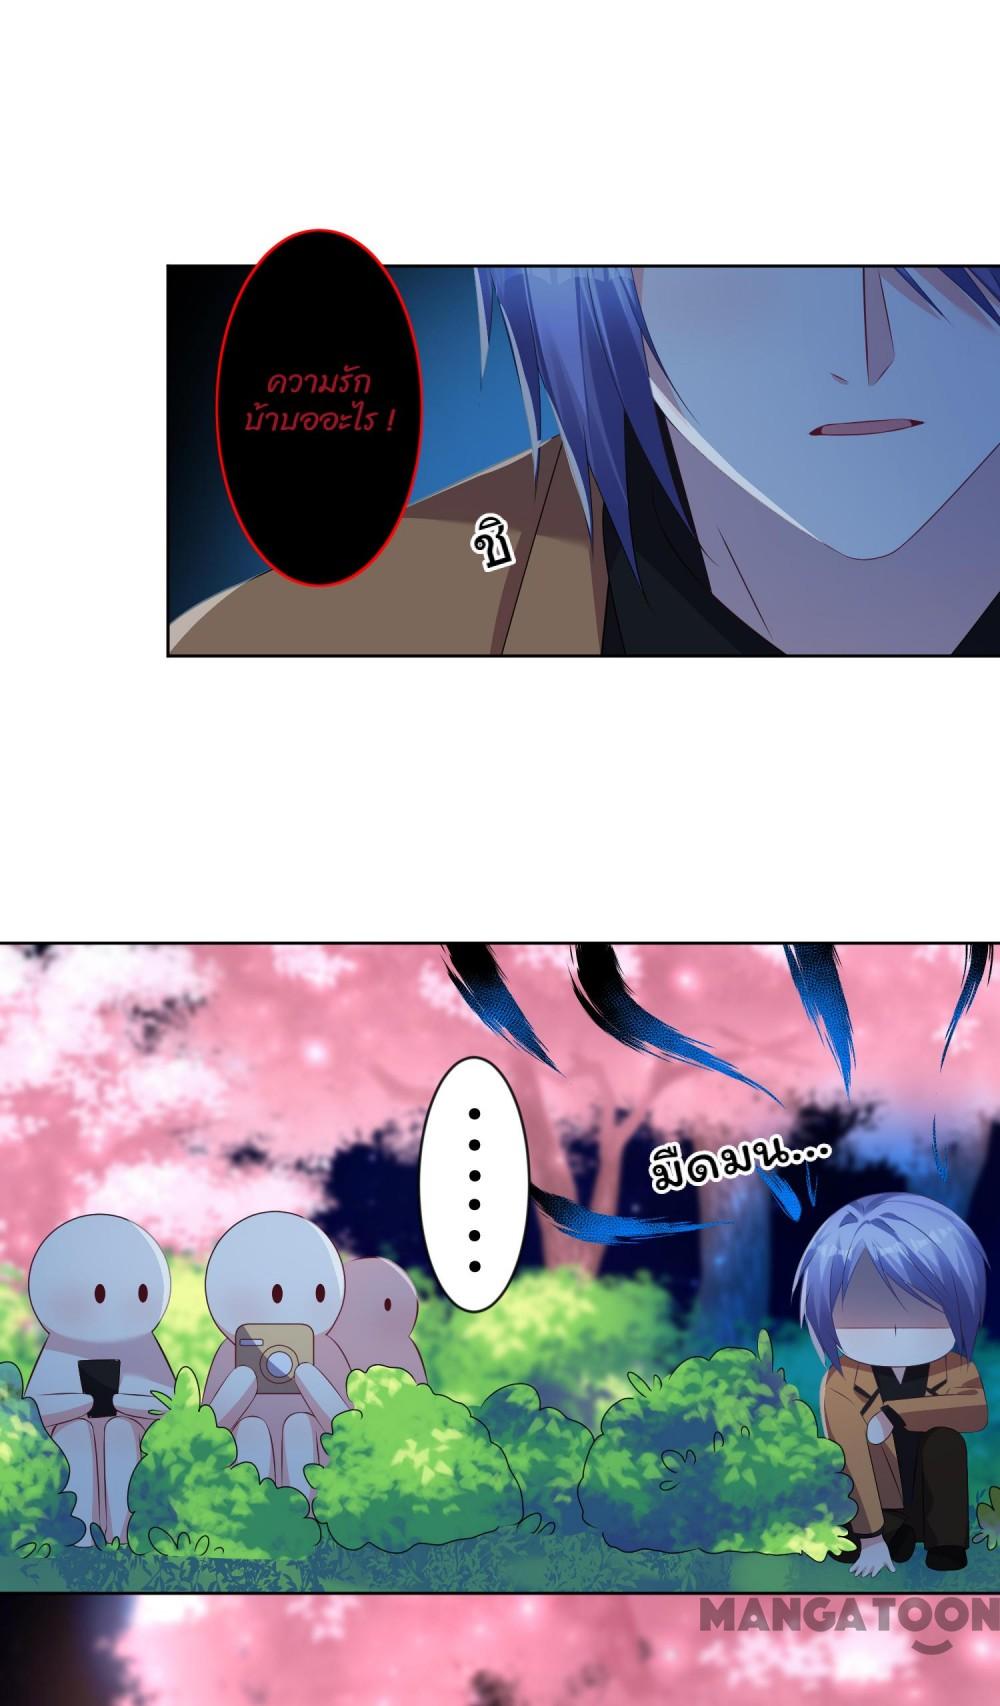 ความรัก
บ้าบออะไร !
ชิ
......
มืดมน...
MANGATOON